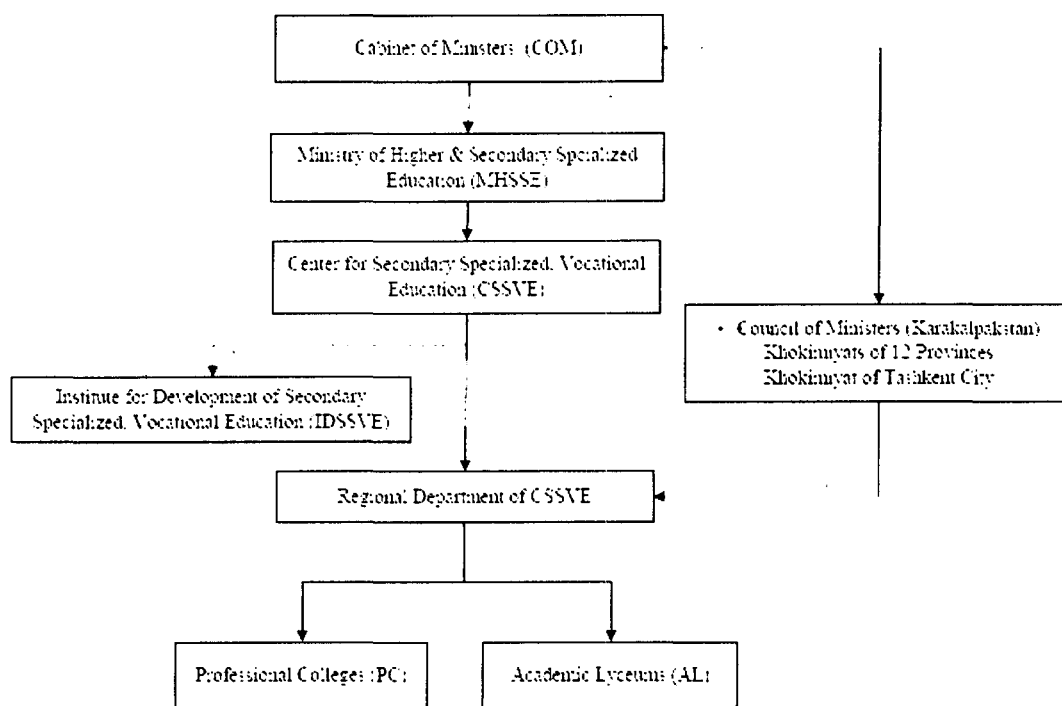 Cabinet of Ministers (COM)
Ministry of Higher & Secondary Specialized
Education (MHSSE)
Center for Secondary Specialized, Vocational
Education (CSSVE)
• Council of Ministers (Karakalpakstan)
Khokimiyats of 12 Provinces
Khokimiyat of Tashkent City
Institute for Development of Secondary
Specialized, Vocational Education (IDSSVE)
Regional Department of CSSVE
Professional Colleges (PC)
Academic Lyceums (AL)